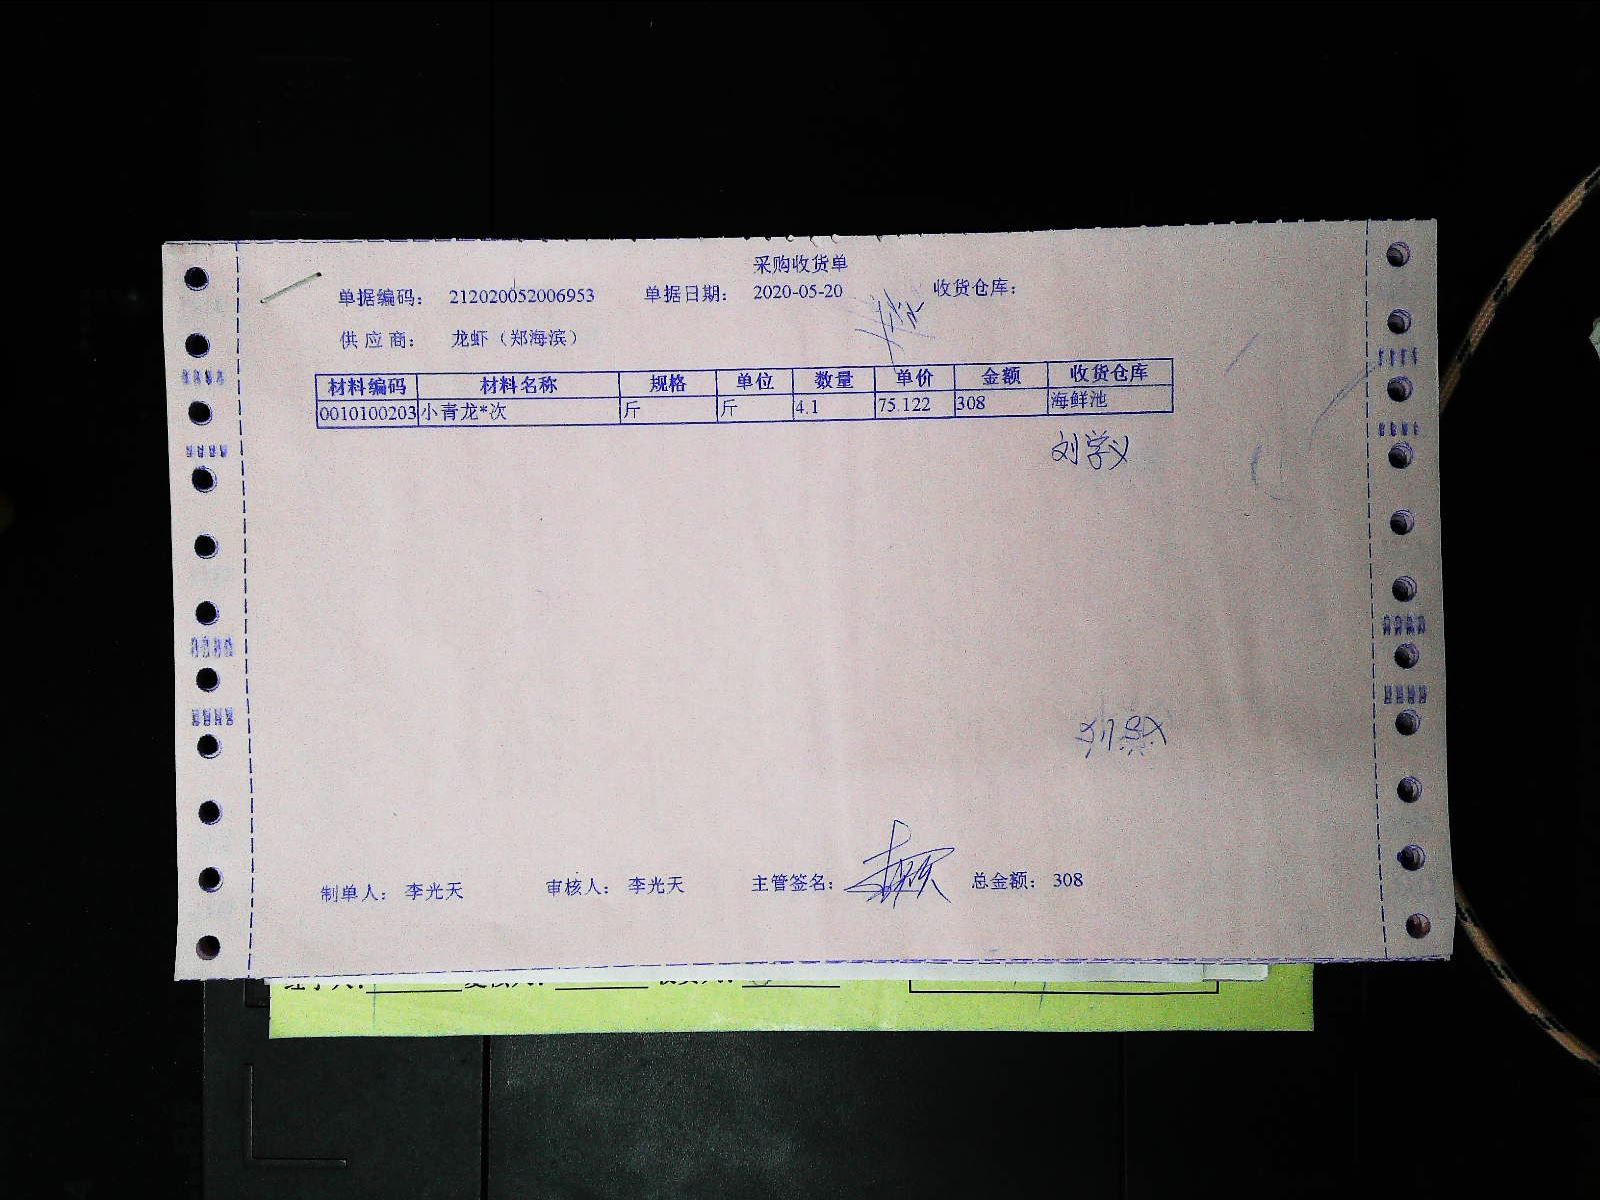 采购收货单
单据编码： 212020052006953 单据日期： 2020-05-20 收货仓库：
供 应 商： 龙虾（郑海滨）
材料编码 材料名称 规格 单位 数量 单价 金额 收货仓库
0010100203 小青龙*次 斤 斤 4.1 75.122 308 海鲜池
刘学义
制单人： 李光天 审核人： 李光天 主管签名： 总金额： 308